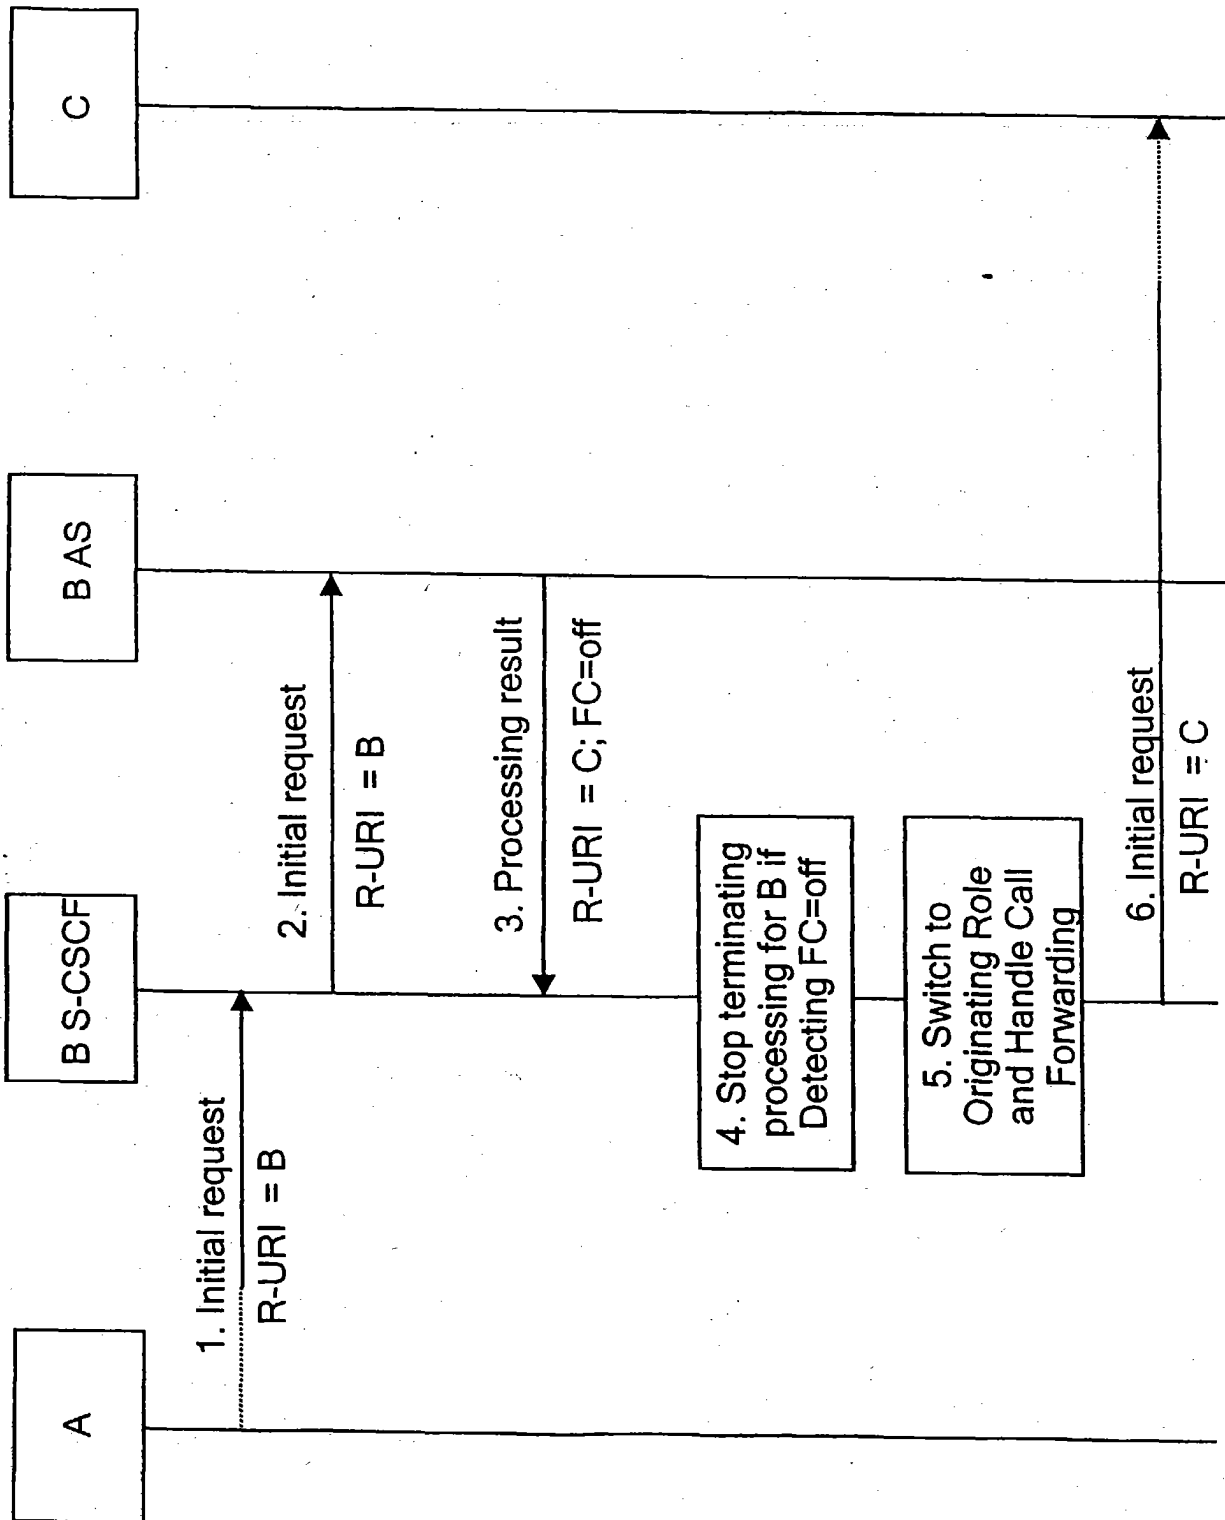 A
B S-CSCF
B AS
C
1. Initial request
R-URI = B
2. Initial request
R-URI = B
3. Processing result
R-URI = C; FC=off
4. Stop terminating
processing for B if
Detecting FC=off
5. Switch to
Originating Role
and Handle Call
Forwarding
6. Initial request
R-URI = C